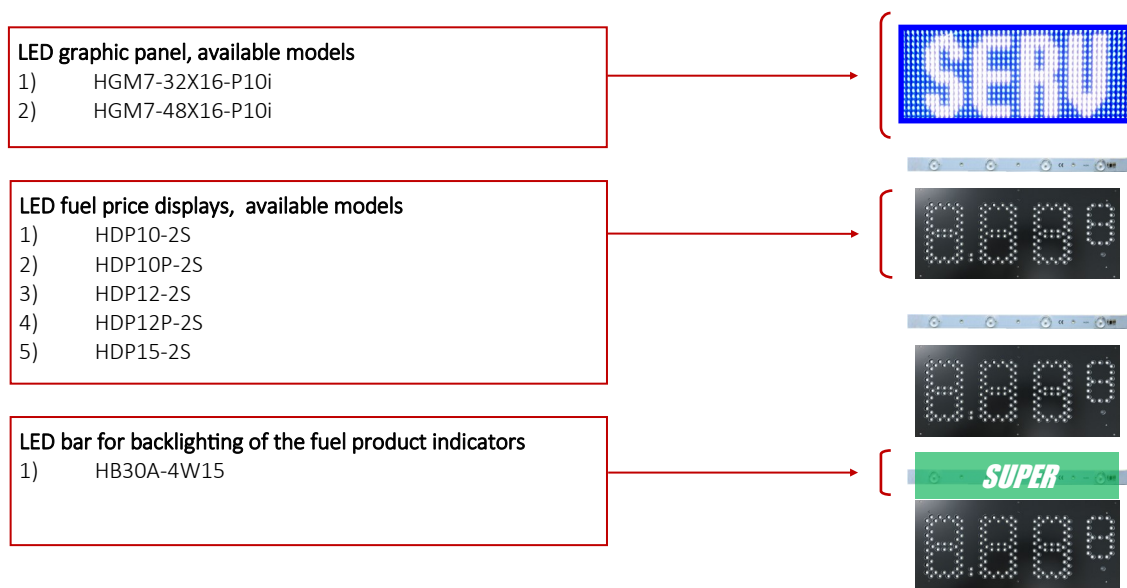 LED graphic panel, available models
1) HGM7-32X16-P10i
2) HGM7-48X16-P10i
SERV
LED fuel price displays, available models
1) HDP10-2S
2) HDP10P-2S
3) HDP12-2S
4) HDP12P-2S
5) HDP15-2S
LED bar for backlighting of the fuel product indicators
1) HB30A-4W15
SUPER